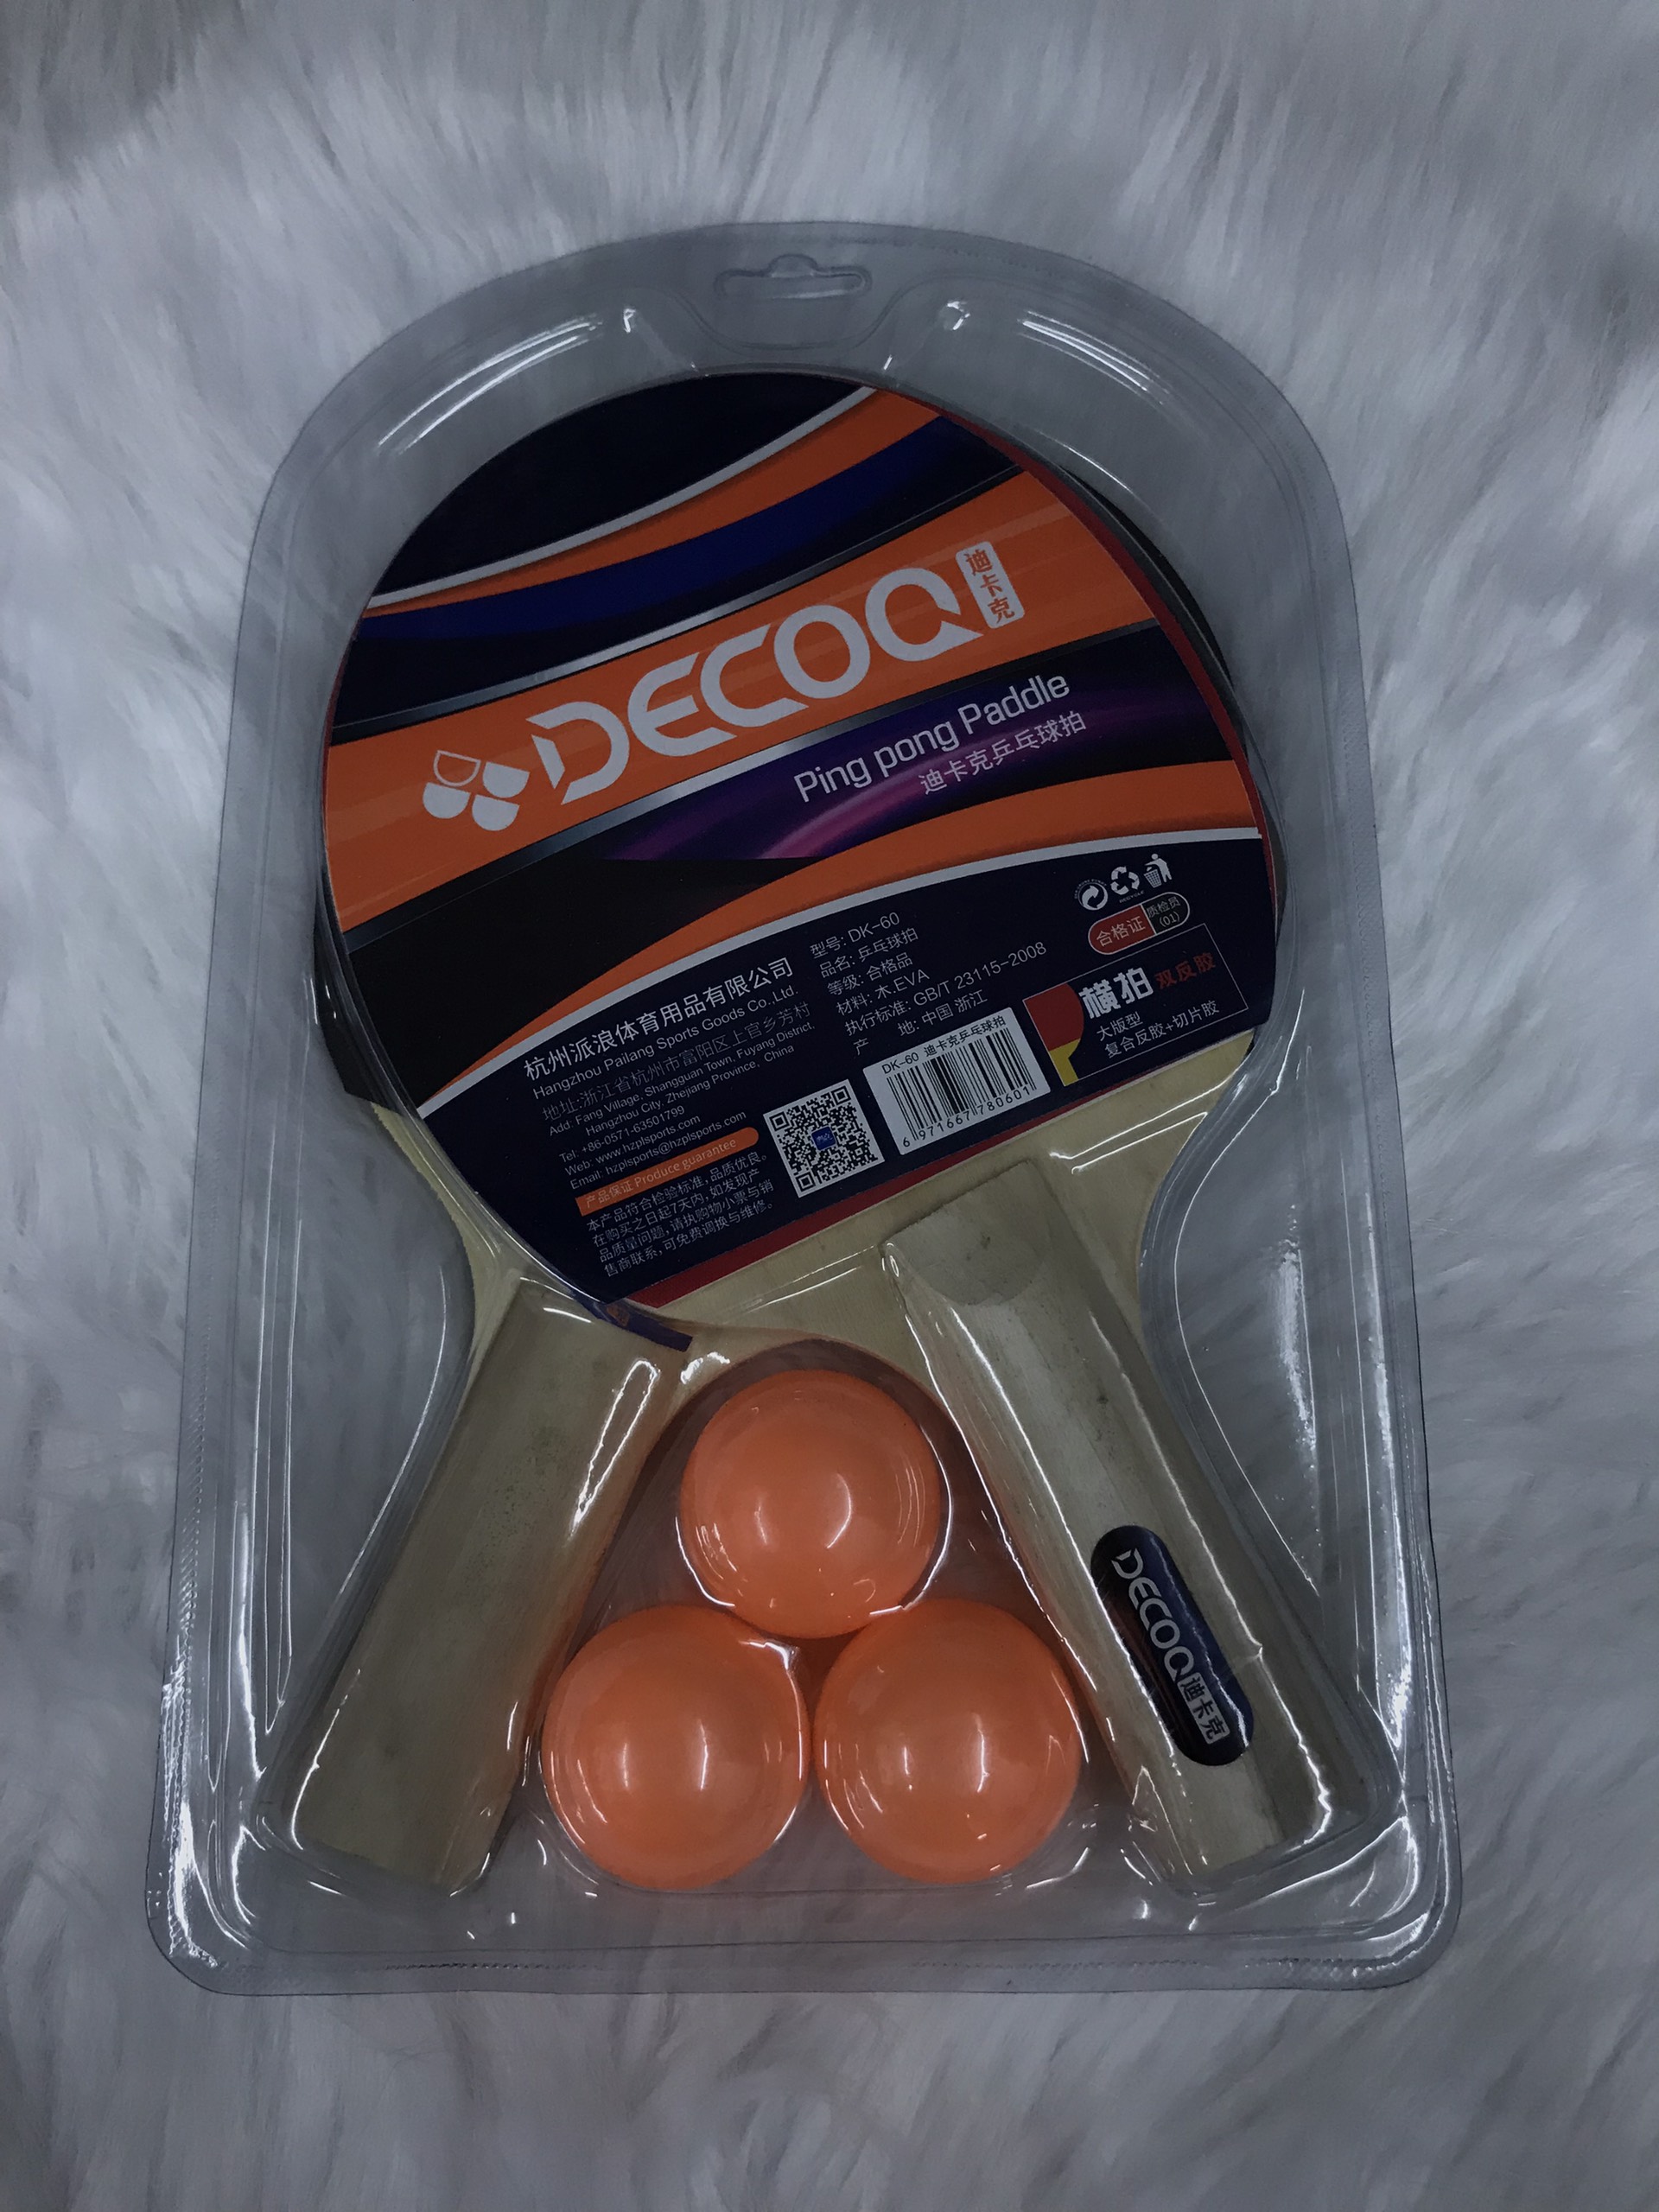 DECOQ 迪卡克
Ping pong Paddle
迪卡克乒乓球拍
RECYCLE
合格证 质检员
(01)
型号: DK-60
品名: 乒乓球拍
等级: 合格品
材料: 木.EVA
执行标准: GB/T 23115-2008
产 地: 中国 浙江
横拍 双反胶
大版型
复合反胶+切片胶
杭州派浪体育用品有限公司
Hangzhou Pailang Sports Goods Co.,Ltd.
地址:浙江省杭州市富阳区上官乡芳村
Add: Fang Village, Shangguan Town, Fuyang District,
Hangzhou City, Zhejiang Province, China
Tel: +86-0571-63501799
Web: www.hzplsports.com
Email: hzplsports@hzplsports.com
产品保证 Produce guarantee
本产品符合检验标准,品质优良。
在购买之日起7天内,如发现产
品质量问题,请执购物小票与销
售商联系,可免费调换与维修。
DK-60 迪卡克乒乓球拍
6 971667 780601
DECOQ 迪卡克